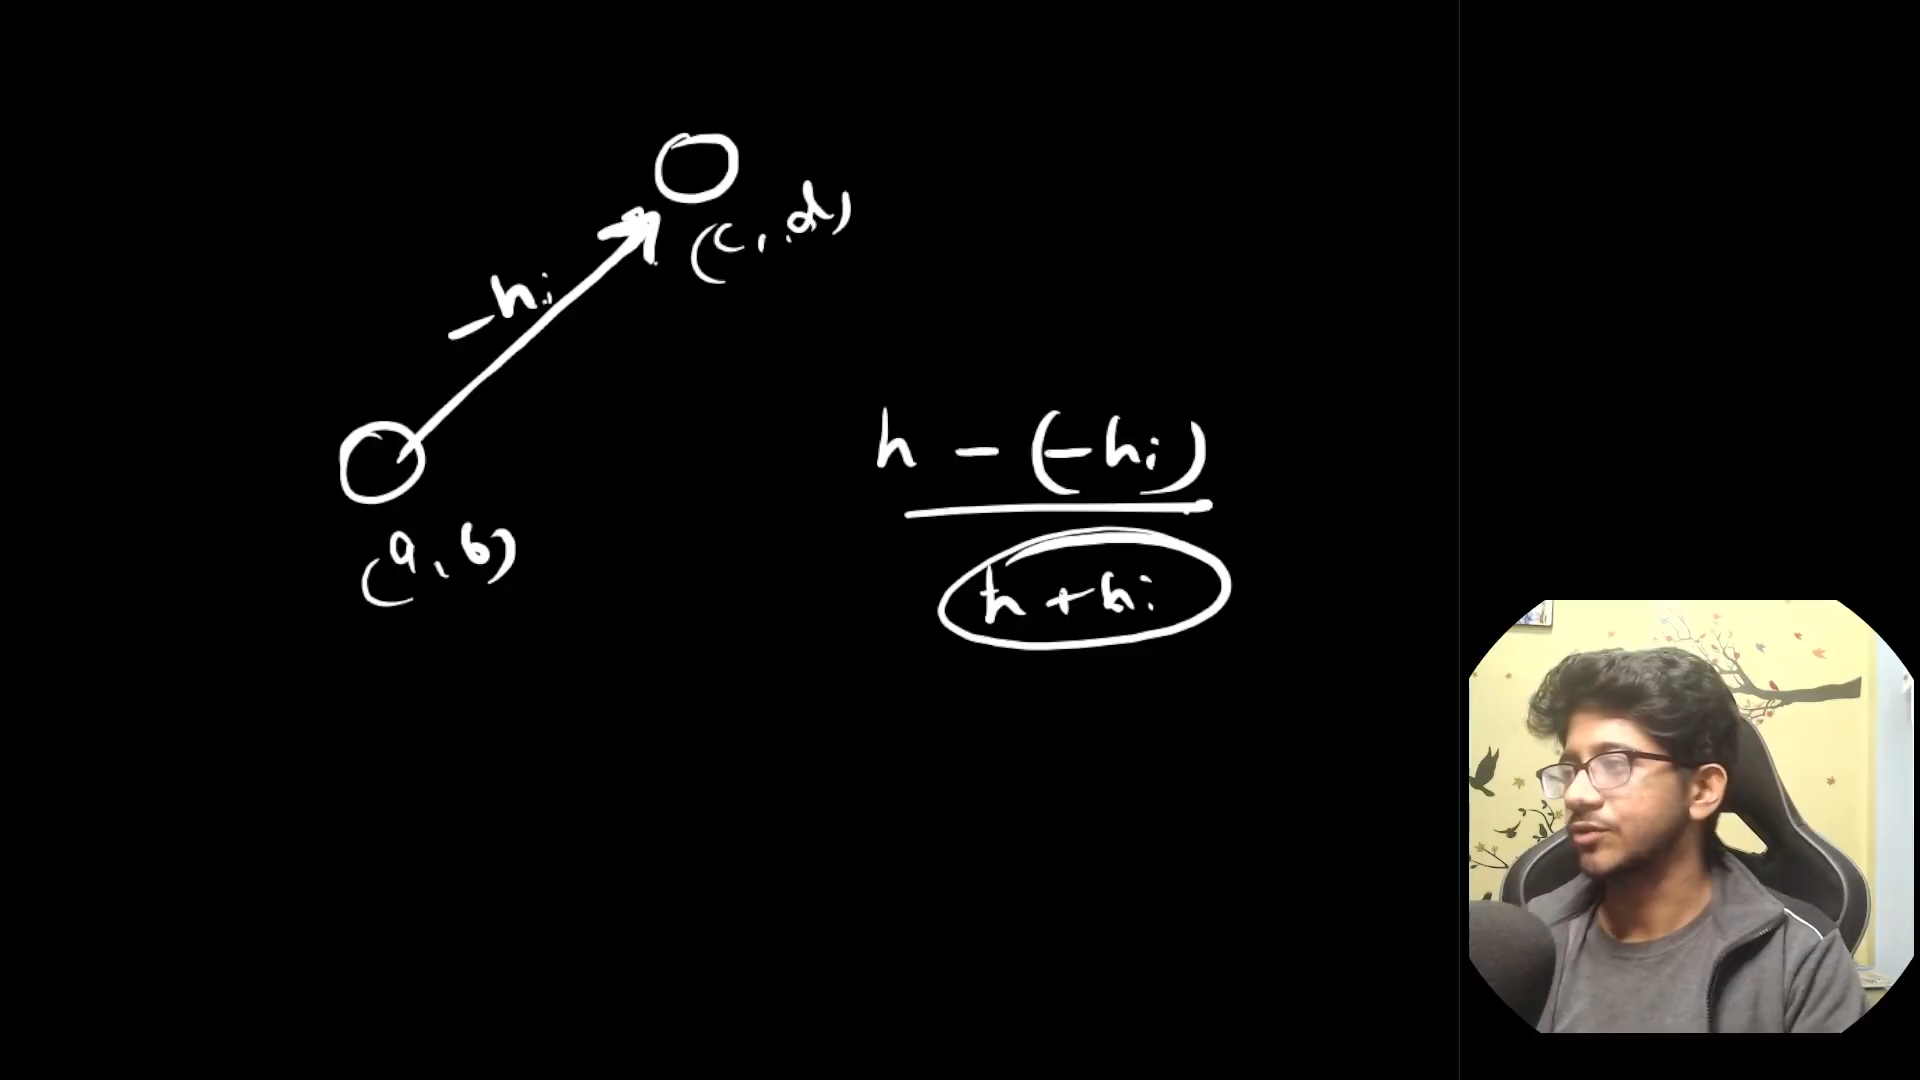 (c, d)
-hi
h - (-hi)
(a, b)
h + hi